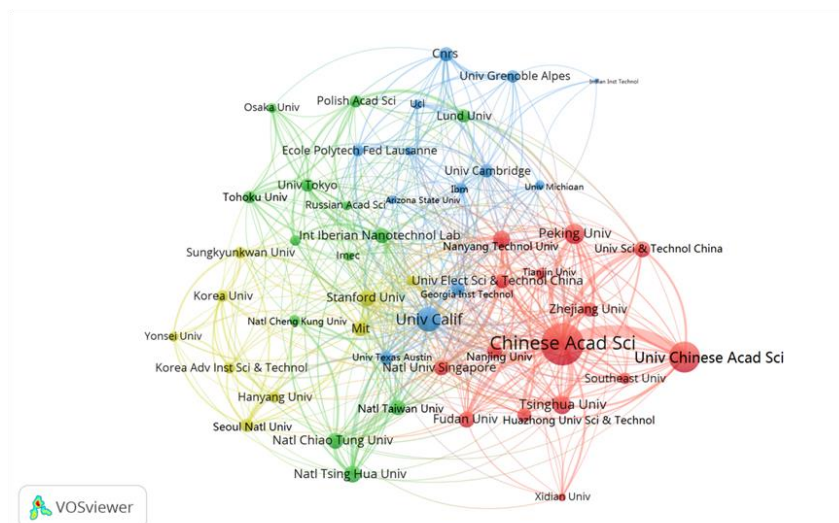 Cnrs
Univ Grenoble Alpes
Indian Inst Technol
Polish Acad Sci
Osaka Univ
Ucl
Lund Univ
Ecole Polytech Fed Lausanne
Univ Cambridge
Univ Tokyo
Ibm
Univ Michigan
Tohoku Univ
Arizona State Univ
Russian Acad Sci
Int Iberian Nanotechnol Lab
Peking Univ
Nanyang Technol Univ
Univ Sci & Technol China
Sungkyunkwan Univ
Imec
Tianjin Univ
Univ Elect Sci & Technol China
Georgia Inst Technol
Korea Univ
Stanford Univ
Zhejiang Univ
Natl Cheng Kung Univ
Univ Calif
Mit
Yonsei Univ
Chinese Acad Sci
Univ Texas Austin
Nanjing Univ
Univ Chinese Acad Sci
Korea Adv Inst Sci & Technol
Natl Univ Singapore
Southeast Univ
Hanyang Univ
Natl Taiwan Univ
Tsinghua Univ
Fudan Univ
Huazhong Univ Sci & Technol
Seoul Natl Univ
Natl Chiao Tung Univ
Natl Tsing Hua Univ
Xidian Univ
VOSviewer